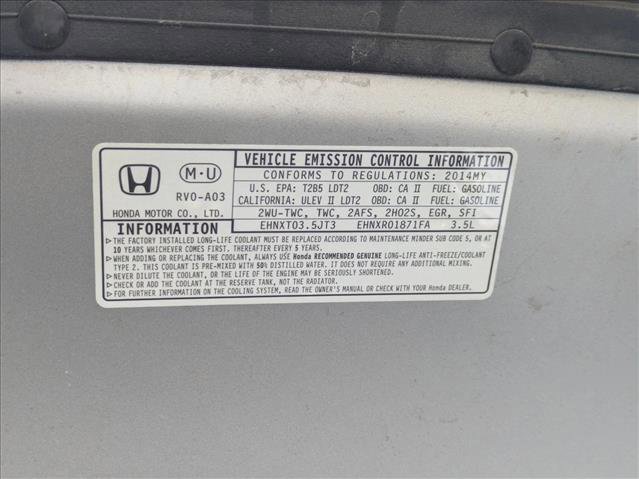 VEHICLE EMISSION CONTROL INFORMATION
CONFORMS TO REGULATIONS: 2014MY
M•U
RV0-A03
HONDA MOTOR CO., LTD.
U.S. EPA: T2B5 LDT2 OBD: CA II FUEL: GASOLINE
CALIFORNIA: ULEV II LDT2 OBD: CA II FUEL: GASOLINE
2WU-TWC, TWC, 2AFS, 2HO2S, EGR, SFI
INFORMATION
EHNXT03.5JT3 EHNXR01871FA 3.5L
▷THE FACTORY INSTALLED LONG-LIFE COOLANT MUST BE REPLACED ACCORDING TO MAINTENANCE MINDER SUB CODE 5, OR AT
10 YEARS WHICHEVER COMES FIRST. THEREAFTER EVERY 5 YEARS.
▷WHEN ADDING OR REPLACING COOLANT, ALWAYS USE Honda RECOMMENDED GENUINE LONG-LIFE ANTI-FREEZE/COOLANT
TYPE 2. THIS COOLANT IS PRE-MIXED WITH 50% DISTILLED WATER. IT DOES NOT REQUIRE ANY ADDITIONAL MIXING.
▷NEVER DILUTE THE COOLANT, OR THE LIFE OF THE ENGINE MAY BE SERIOUSLY SHORTENED.
▷CHECK OR ADD COOLANT AT THE RESERVE TANK, NOT THE RADIATOR.
▷FOR FURTHER INFORMATION ON THE COOLING SYSTEM, READ THE OWNER'S MANUAL OR CHECK WITH YOUR Honda DEALER.